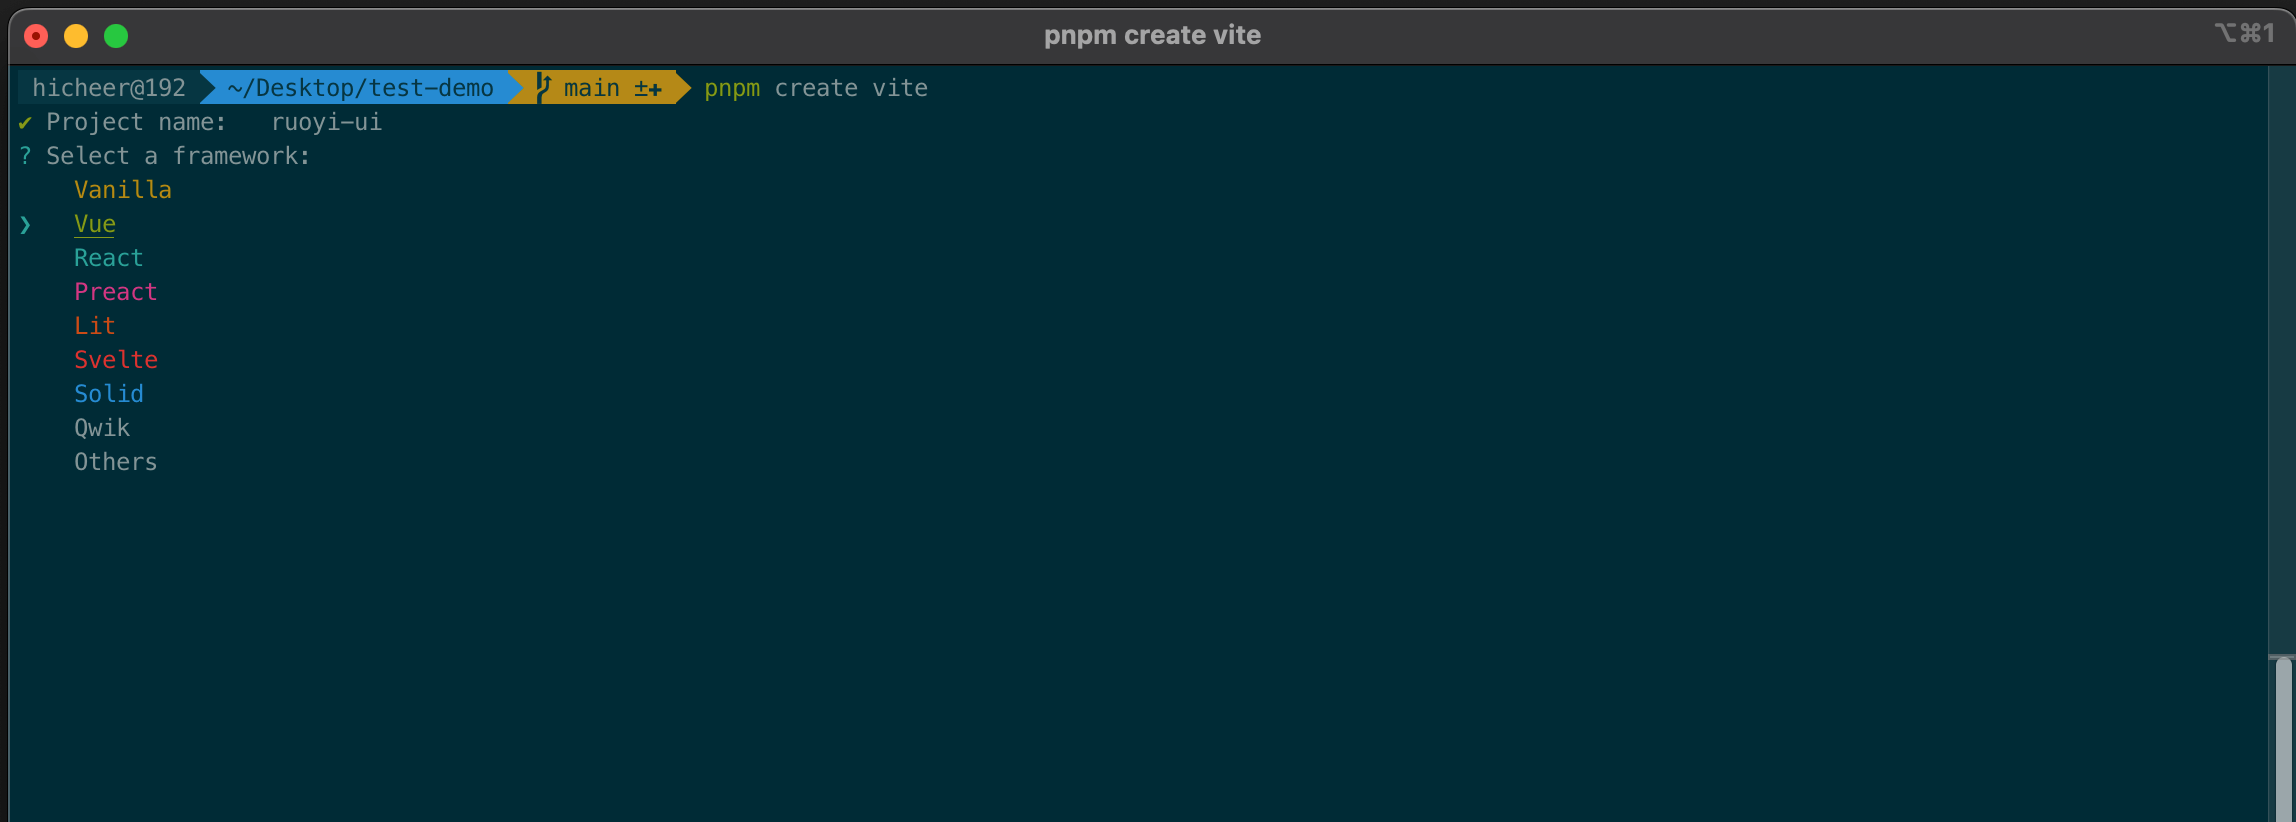 pnpm create vite
⌥⌘1
hicheer@192 ~/Desktop/test-demo main ±✚ pnpm create vite
✔ Project name: ruoyi-ui
? Select a framework:
Vanilla
❯ Vue
React
Preact
Lit
Svelte
Solid
Qwik
Others